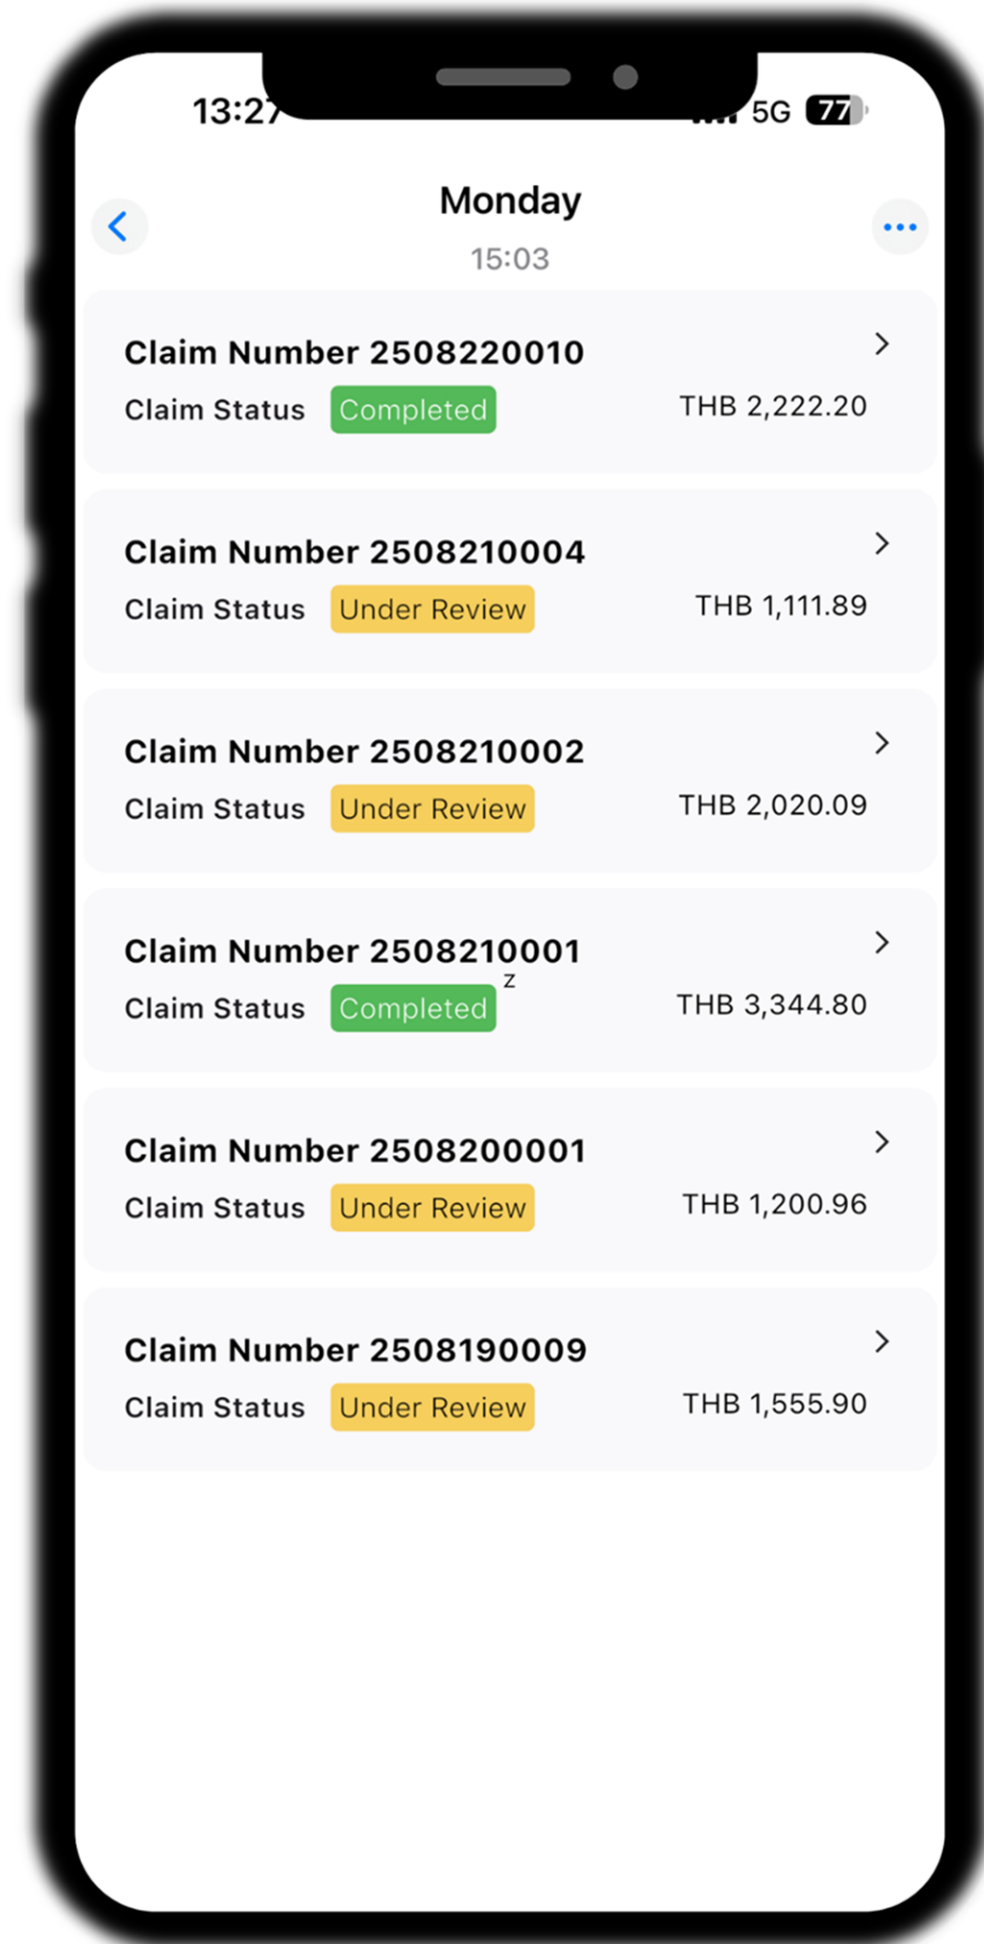 13:27
5G 77
Monday
15:03
Claim Number 2508220010
Claim Status Completed THB 2,222.20
Claim Number 2508210004
Claim Status Under Review THB 1,111.89
Claim Number 2508210002
Claim Status Under Review THB 2,020.09
Claim Number 2508210001
z
Claim Status Completed THB 3,344.80
Claim Number 2508200001
Claim Status Under Review THB 1,200.96
Claim Number 2508190009
Claim Status Under Review THB 1,555.90